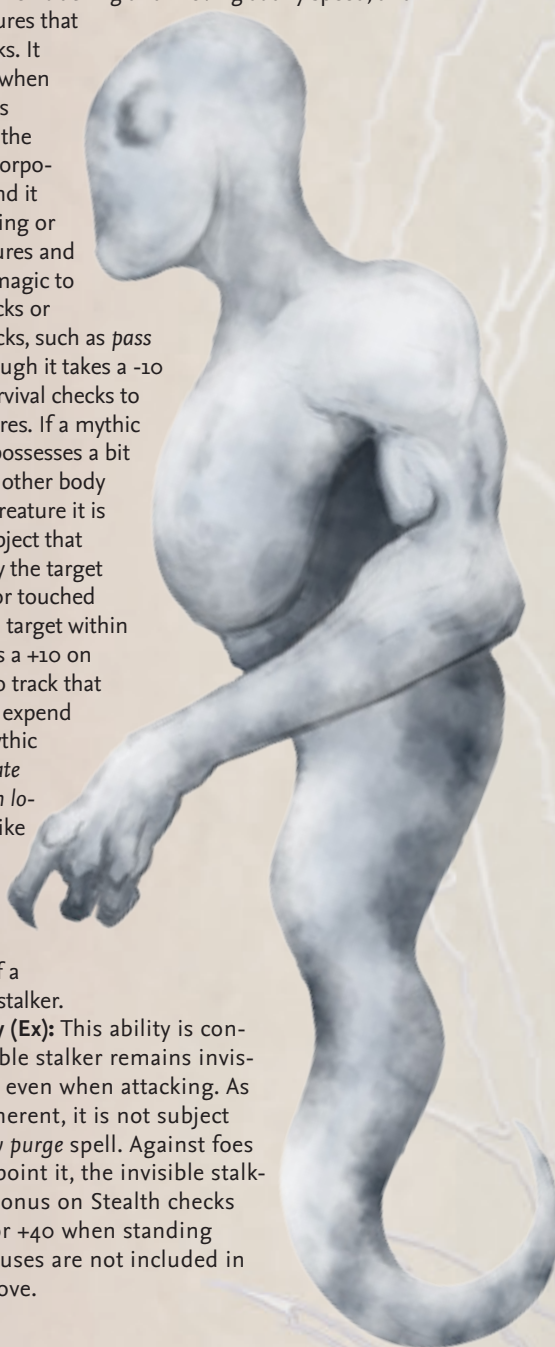 ures that
ks. It
when
s
the
orpo-
nd it
ing or
ures and
magic to
cks or
cks, such as pass
ugh it takes a -10
rvival checks to
res. If a mythic
possesses a bit
other body
reature it is
ject that
y the target
or touched
target within
s a +10 on
o track that
expend
ythic
ate
n lo-
ike
f a
stalker.
y (Ex): This ability is con-
ble stalker remains invis-
even when attacking. As
herent, it is not subject
y purge spell. Against foes
point it, the invisible stalk-
onus on Stealth checks
or +40 when standing
uses are not included in
ove.